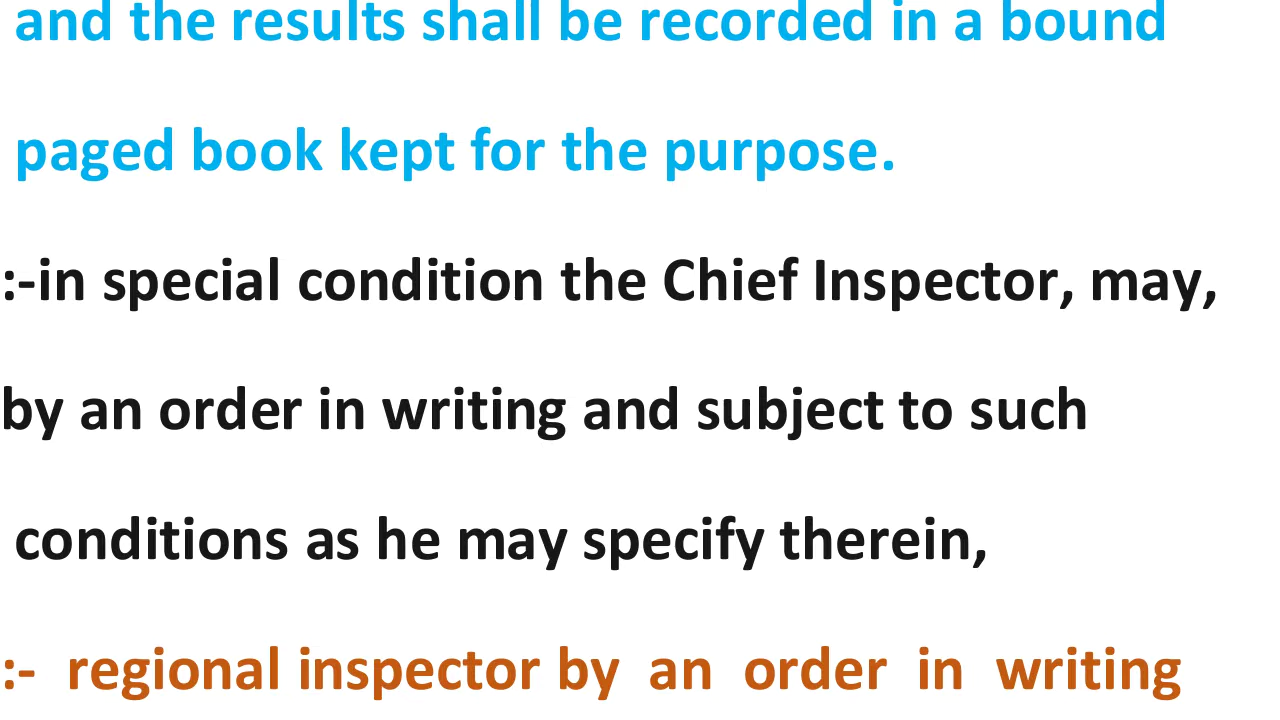 and the results shall be recorded in a bound
paged book kept for the purpose.
:-in special condition the Chief Inspector, may,
by an order in writing and subject to such
conditions as he may specify therein,
:- regional inspector by an order in writing